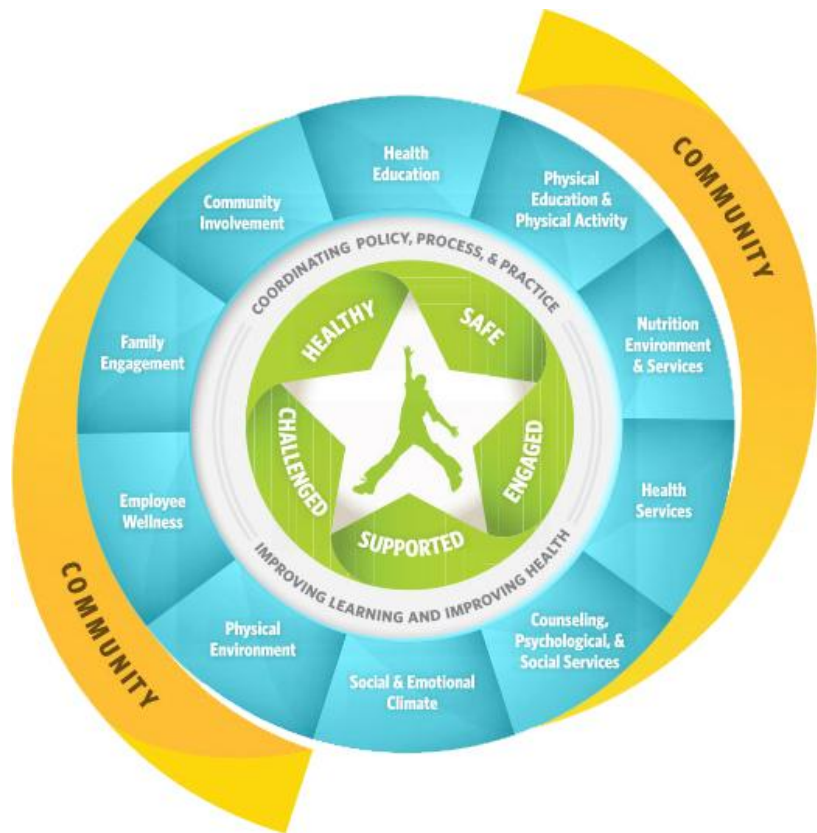 COMMUNITY
Health
Education
Physical
Education &
Physical Activity
Nutrition
Environment
& Services
Health
Services
Counseling,
Psychological, &
Social Services
Social & Emotional
Climate
Physical
Environment
Employee
Wellness
Family
Engagement
Community
Involvement
COORDINATING POLICY, PROCESS, & PRACTICE
IMPROVING LEARNING AND IMPROVING HEALTH
HEALTHY
SAFE
ENGAGED
SUPPORTED
CHALLENGED
COMMUNITY